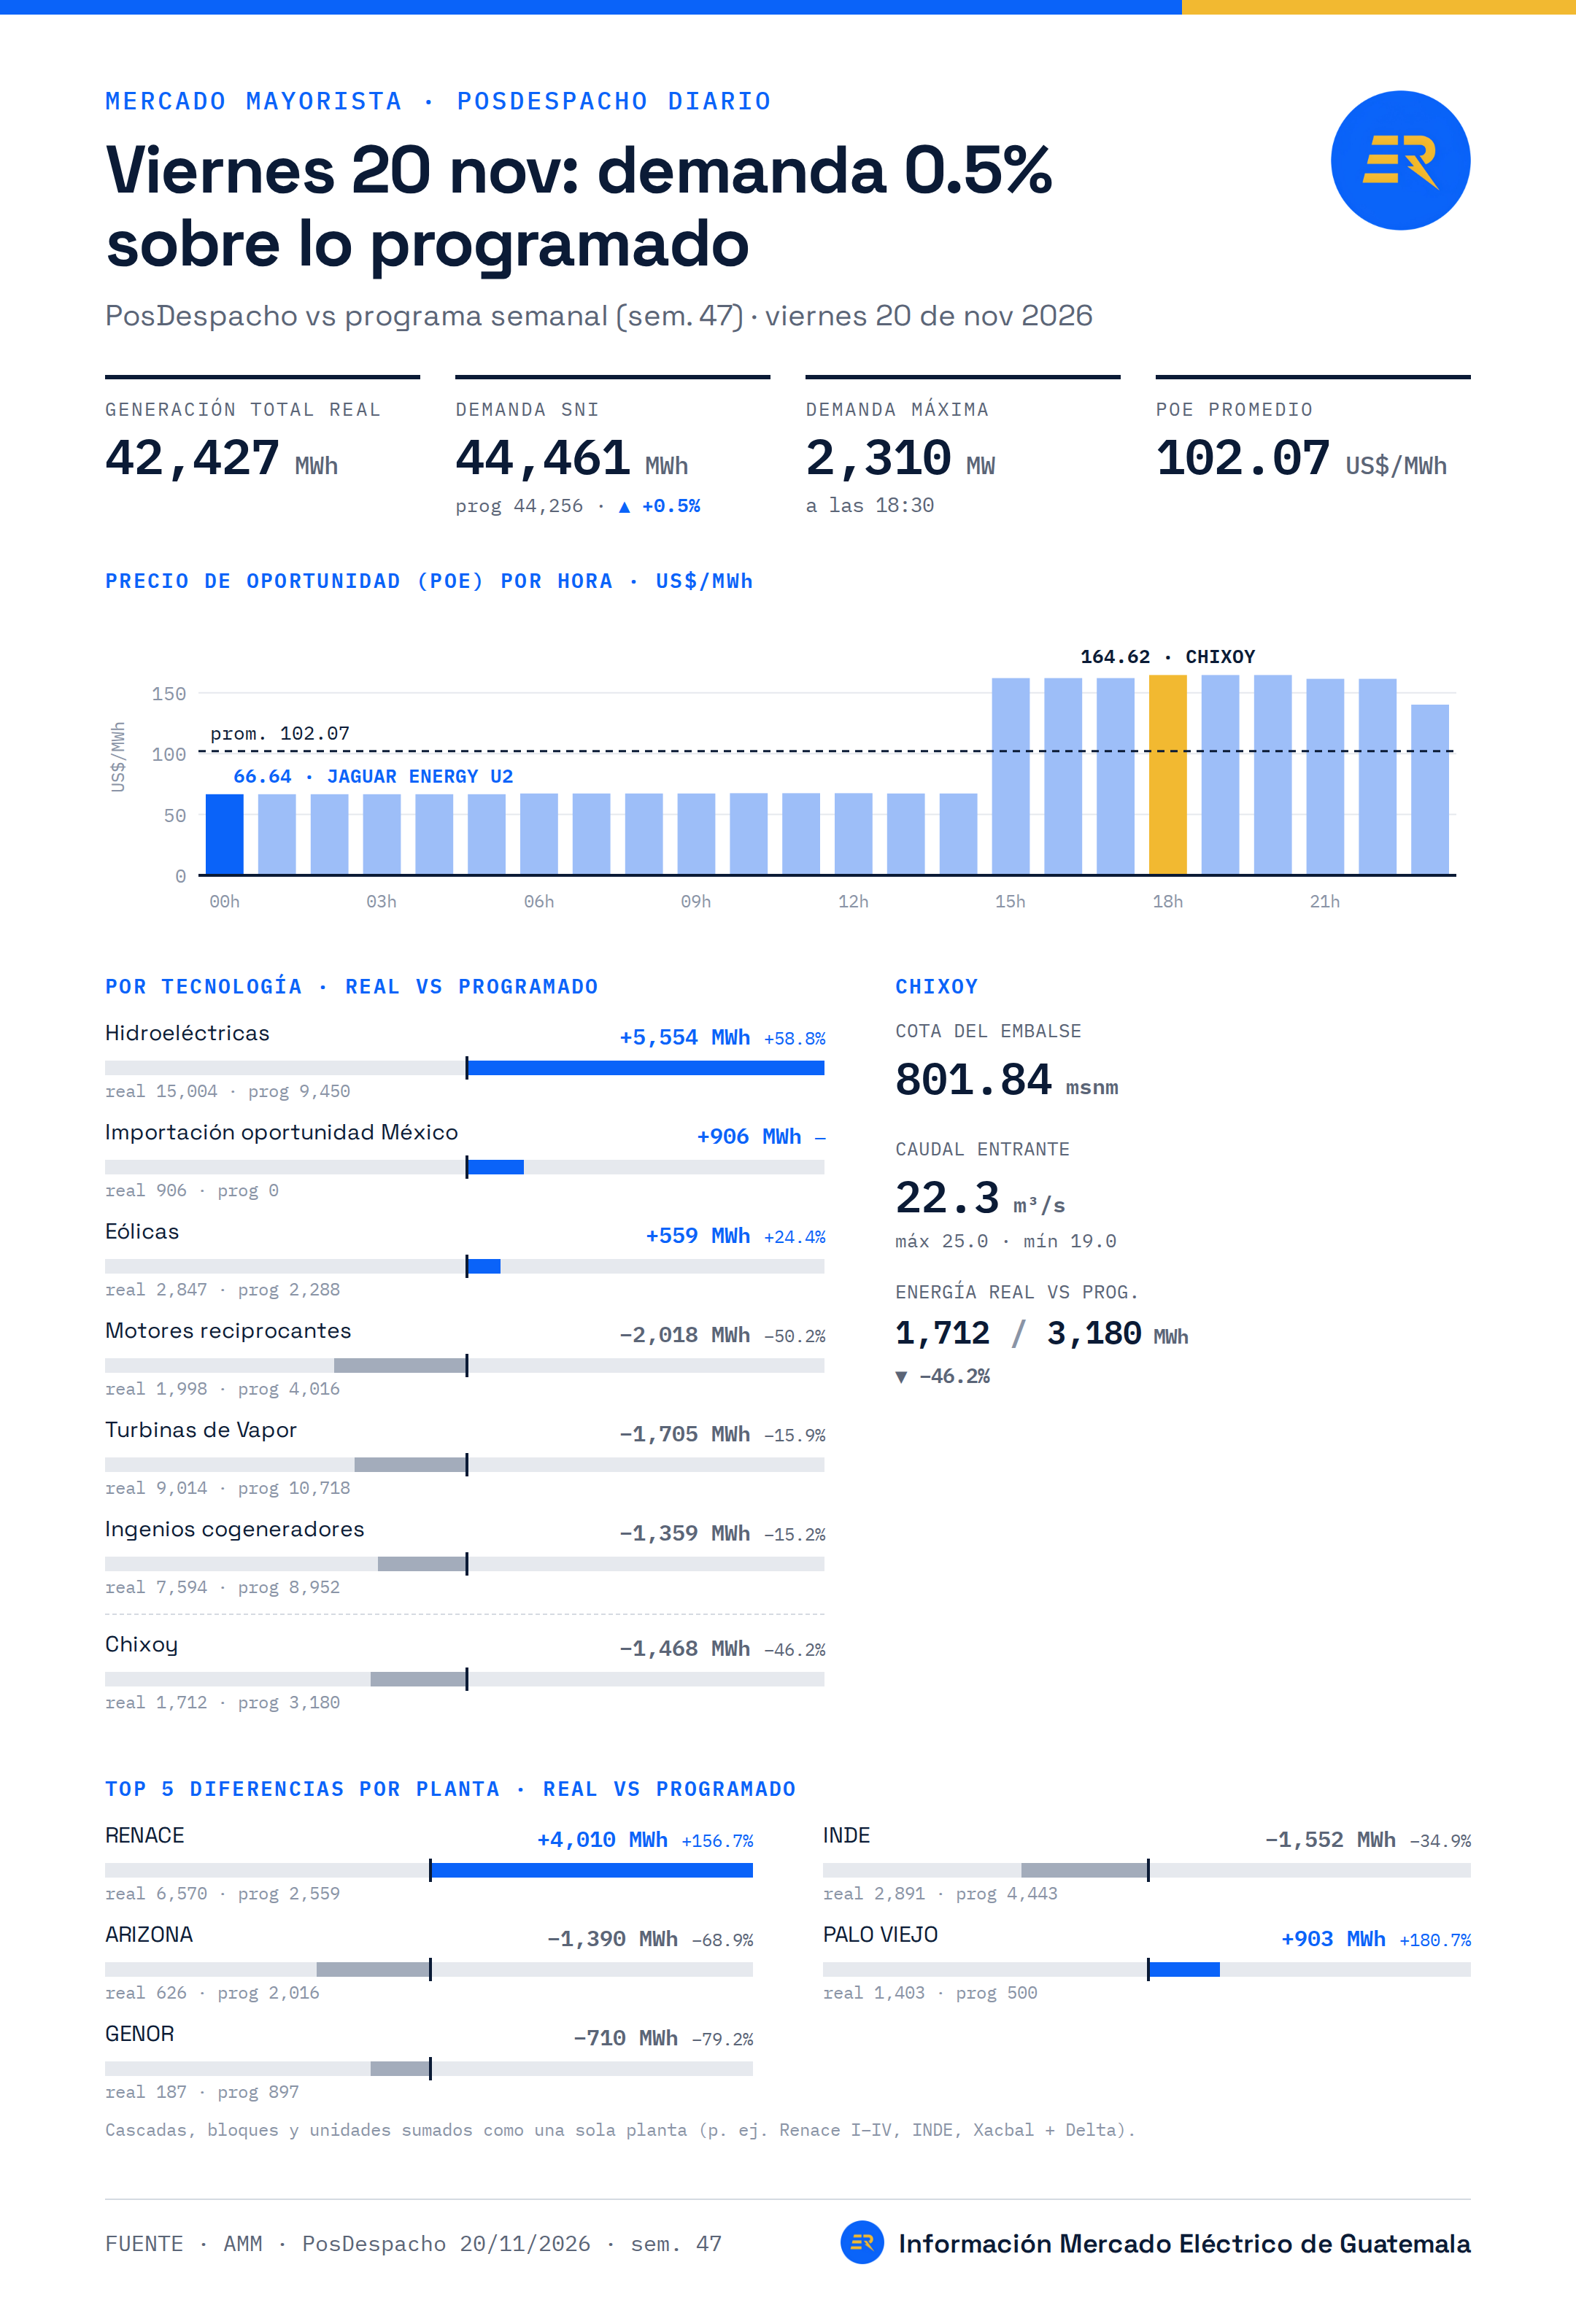 MERCADO MAYORISTA · POSDESPACHO DIARIO
Viernes 20 nov: demanda 0.5%
sobre lo programado
PosDespacho vs programa semanal (sem. 47) · viernes 20 de nov 2026
ER
GENERACIÓN TOTAL REAL
42,427 MWh
DEMANDA SNI
44,461 MWh
prog 44,256 · ▲ +0.5%
DEMANDA MÁXIMA
2,310 MW
a las 18:30
POE PROMEDIO
102.07 US$/MWh
PRECIO DE OPORTUNIDAD (POE) POR HORA · US$/MWh
164.62 · CHIXOY
150
prom. 102.07
100
66.64 · JAGUAR ENERGY U2
50
0
US$/MWh
00h 03h 06h 09h 12h 15h 18h 21h
POR TECNOLOGÍA · REAL VS PROGRAMADO
Hidroeléctricas +5,554 MWh +58.8%
real 15,004 · prog 9,450
Importación oportunidad México +906 MWh —
real 906 · prog 0
Eólicas +559 MWh +24.4%
real 2,847 · prog 2,288
Motores reciprocantes −2,018 MWh −50.2%
real 1,998 · prog 4,016
Turbinas de Vapor −1,705 MWh −15.9%
real 9,014 · prog 10,718
Ingenios cogeneradores −1,359 MWh −15.2%
real 7,594 · prog 8,952
Chixoy −1,468 MWh −46.2%
real 1,712 · prog 3,180
CHIXOY
COTA DEL EMBALSE
801.84 msnm
CAUDAL ENTRANTE
22.3 m³/s
máx 25.0 · mín 19.0
ENERGÍA REAL VS PROG.
1,712 / 3,180 MWh
▼ −46.2%
TOP 5 DIFERENCIAS POR PLANTA · REAL VS PROGRAMADO
RENACE +4,010 MWh +156.7%
real 6,570 · prog 2,559
INDE −1,552 MWh −34.9%
real 2,891 · prog 4,443
ARIZONA −1,390 MWh −68.9%
real 626 · prog 2,016
PALO VIEJO +903 MWh +180.7%
real 1,403 · prog 500
GENOR −710 MWh −79.2%
real 187 · prog 897
Cascadas, bloques y unidades sumados como una sola planta (p. ej. Renace I–IV, INDE, Xacbal + Delta).
FUENTE · AMM · PosDespacho 20/11/2026 · sem. 47
ER Información Mercado Eléctrico de Guatemala